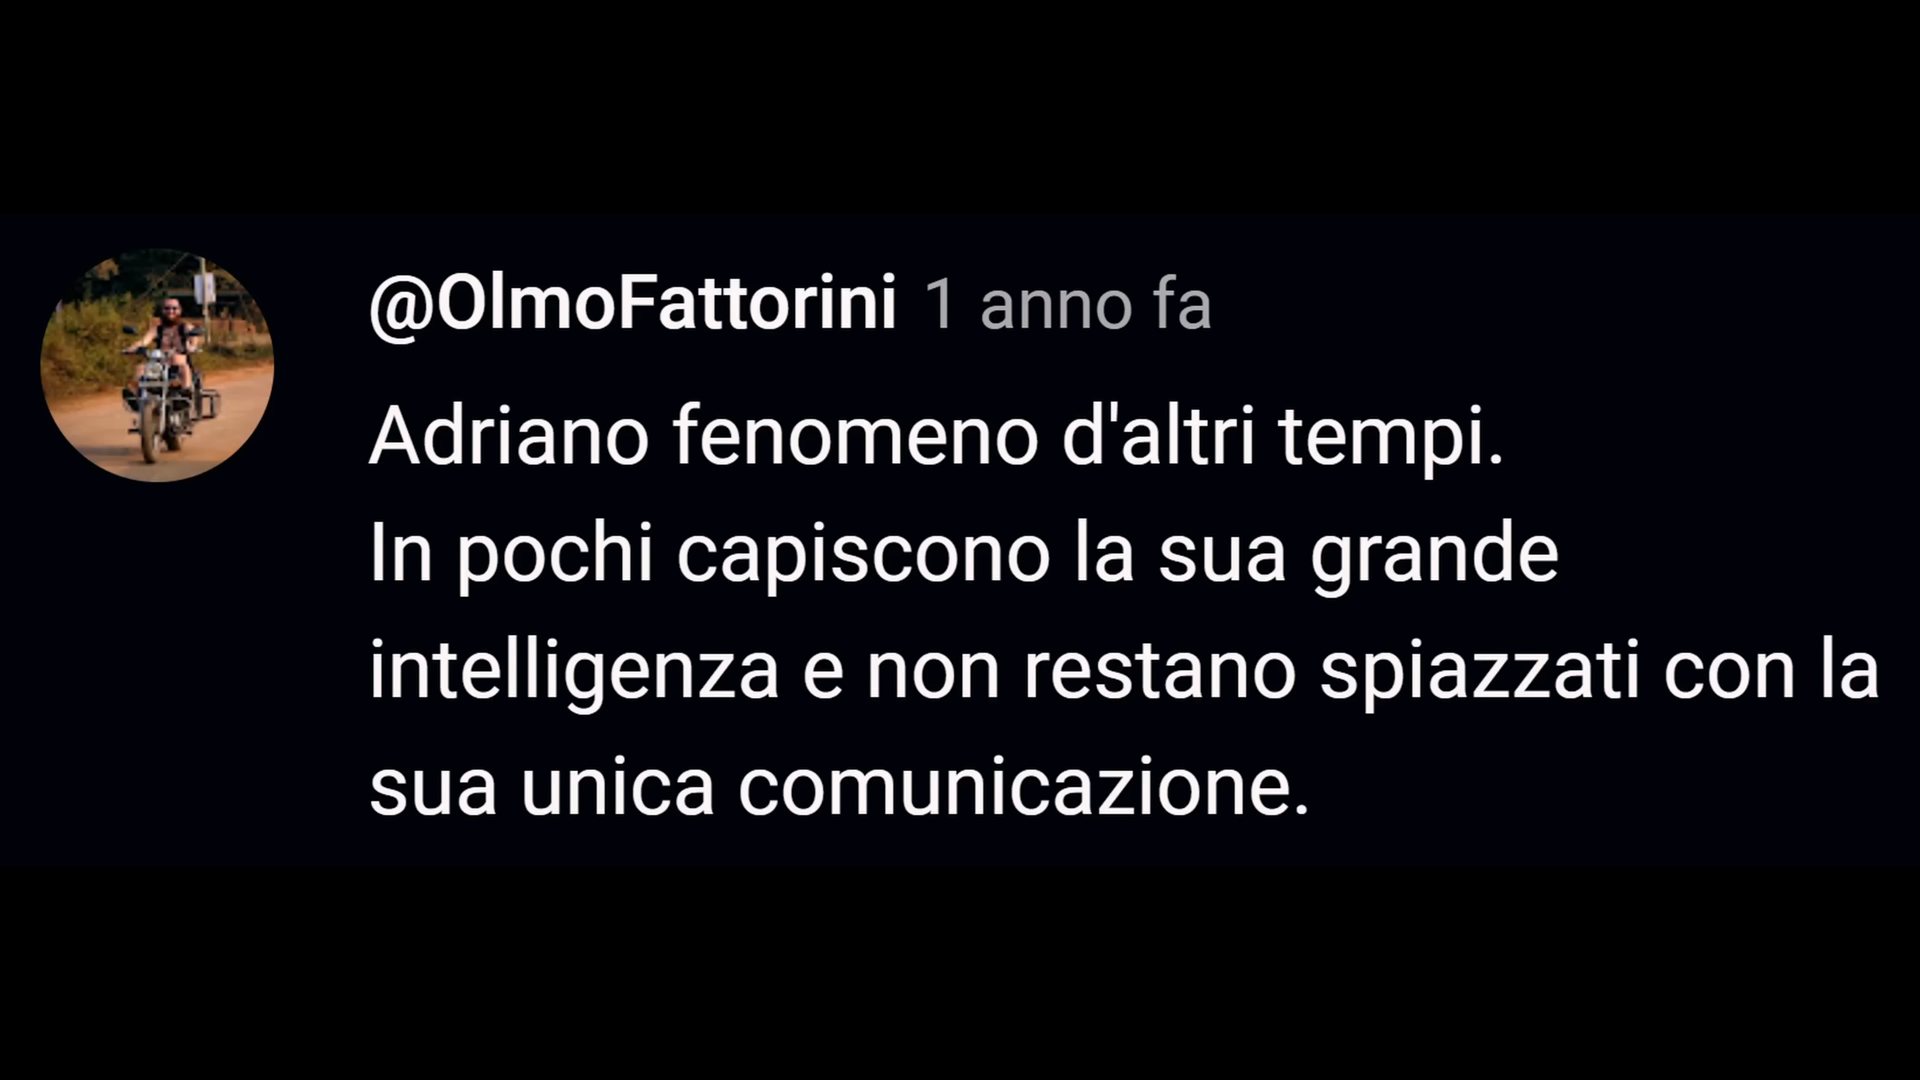 @OlmoFattorini 1 anno fa
Adriano fenomeno d'altri tempi.
In pochi capiscono la sua grande
intelligenza e non restano spiazzati con la
sua unica comunicazione.